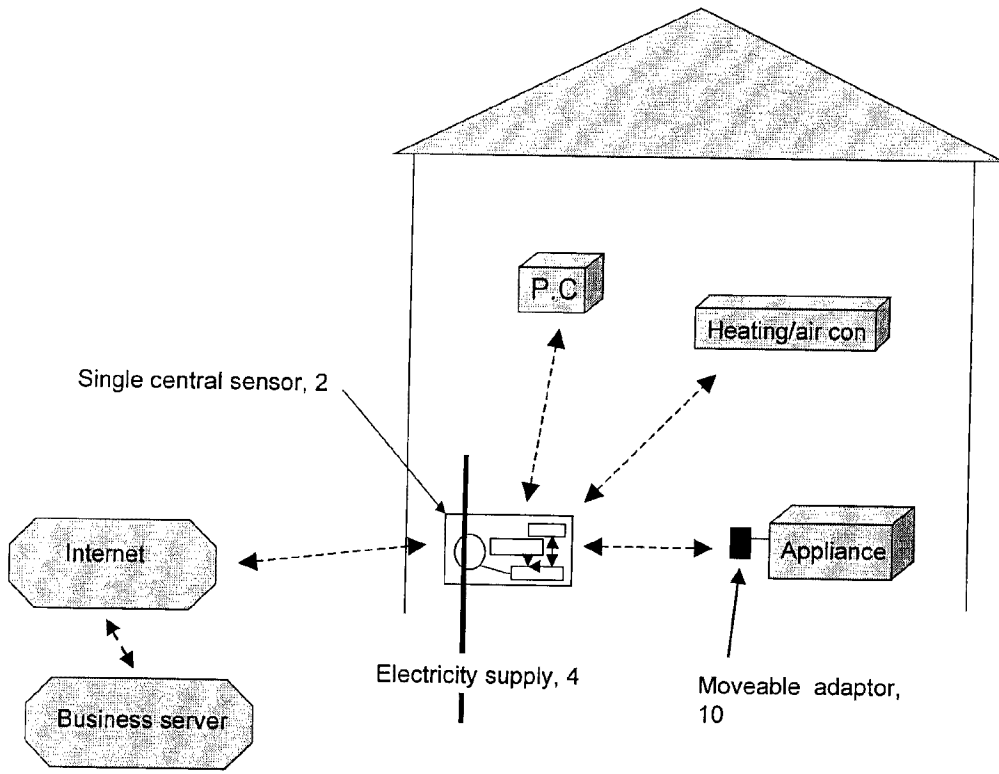 P.C
Heating/air con
Single central sensor, 2
Internet
Appliance
Electricity supply, 4
Moveable adaptor,
10
Business server